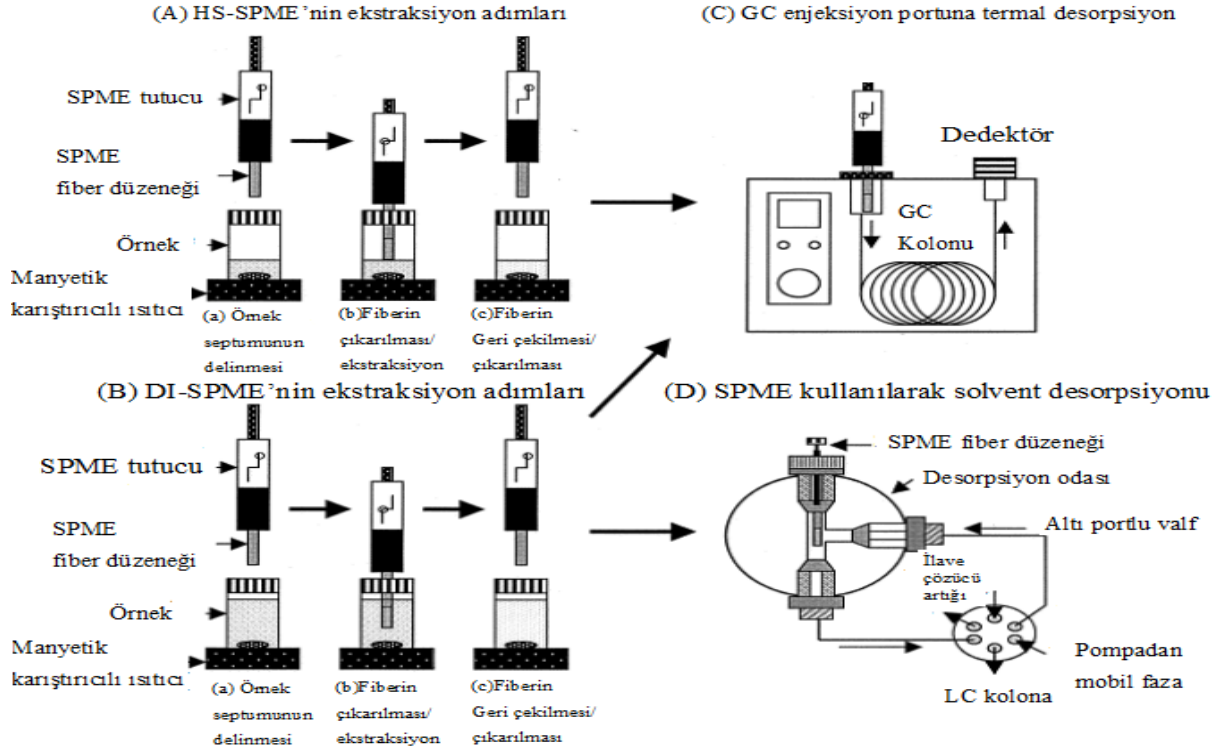 (A) HS-SPME’nin ekstraksiyon adımları
SPME tutucu
SPME
fiber düzeneği
Örnek
Manyetik
karıştırıcılı ısıtıcı
(a) Örnek
septumunun
delinmesi
(b)Fiberin
çıkarılması/
ekstraksiyon
(c)Fiberin
Geri çekilmesi/
çıkarılması
(C) GC enjeksiyon portuna termal desorpsiyon
Dedektör
GC
Kolonu
(B) DI-SPME’nin ekstraksiyon adımları
SPME tutucu
SPME
fiber düzeneği
Örnek
Manyetik
karıştırıcılı ısıtıcı
(a) Örnek
septumunun
delinmesi
(b)Fiberin
çıkarılması/
ekstraksiyon
(c)Fiberin
Geri çekilmesi/
çıkarılması
(D) SPME kullanılarak solvent desorpsiyonu
SPME fiber düzeneği
Desorpsiyon odası
Altı portlu valf
İlave
çözücü
artığı
Pompadan
mobil faza
LC kolona